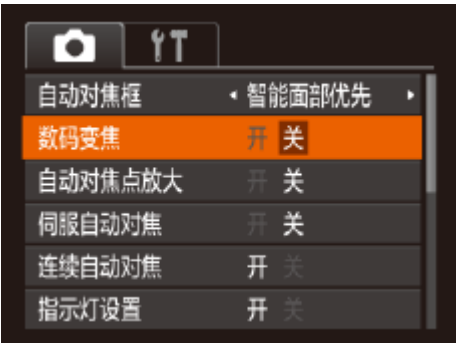 自动对焦框 智能面部优先
数码变焦 开 关
自动对焦点放大 开 关
伺服自动对焦 开 关
连续自动对焦 开 关
指示灯设置 开 关